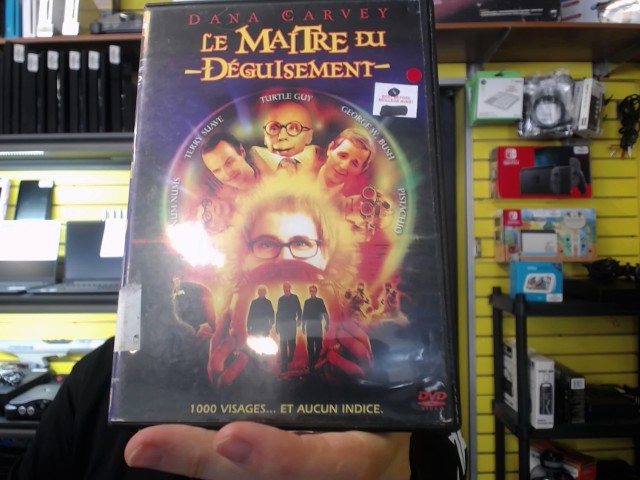 DANA CARVEY
LE MAÎTRE DU
DÉGUISEMENT
TURTLE GUY
TERRY SUAVE
GEORGE W. BUSH
PISTACHIO
1000 VISAGES... ET AUCUN INDICE.
DVD